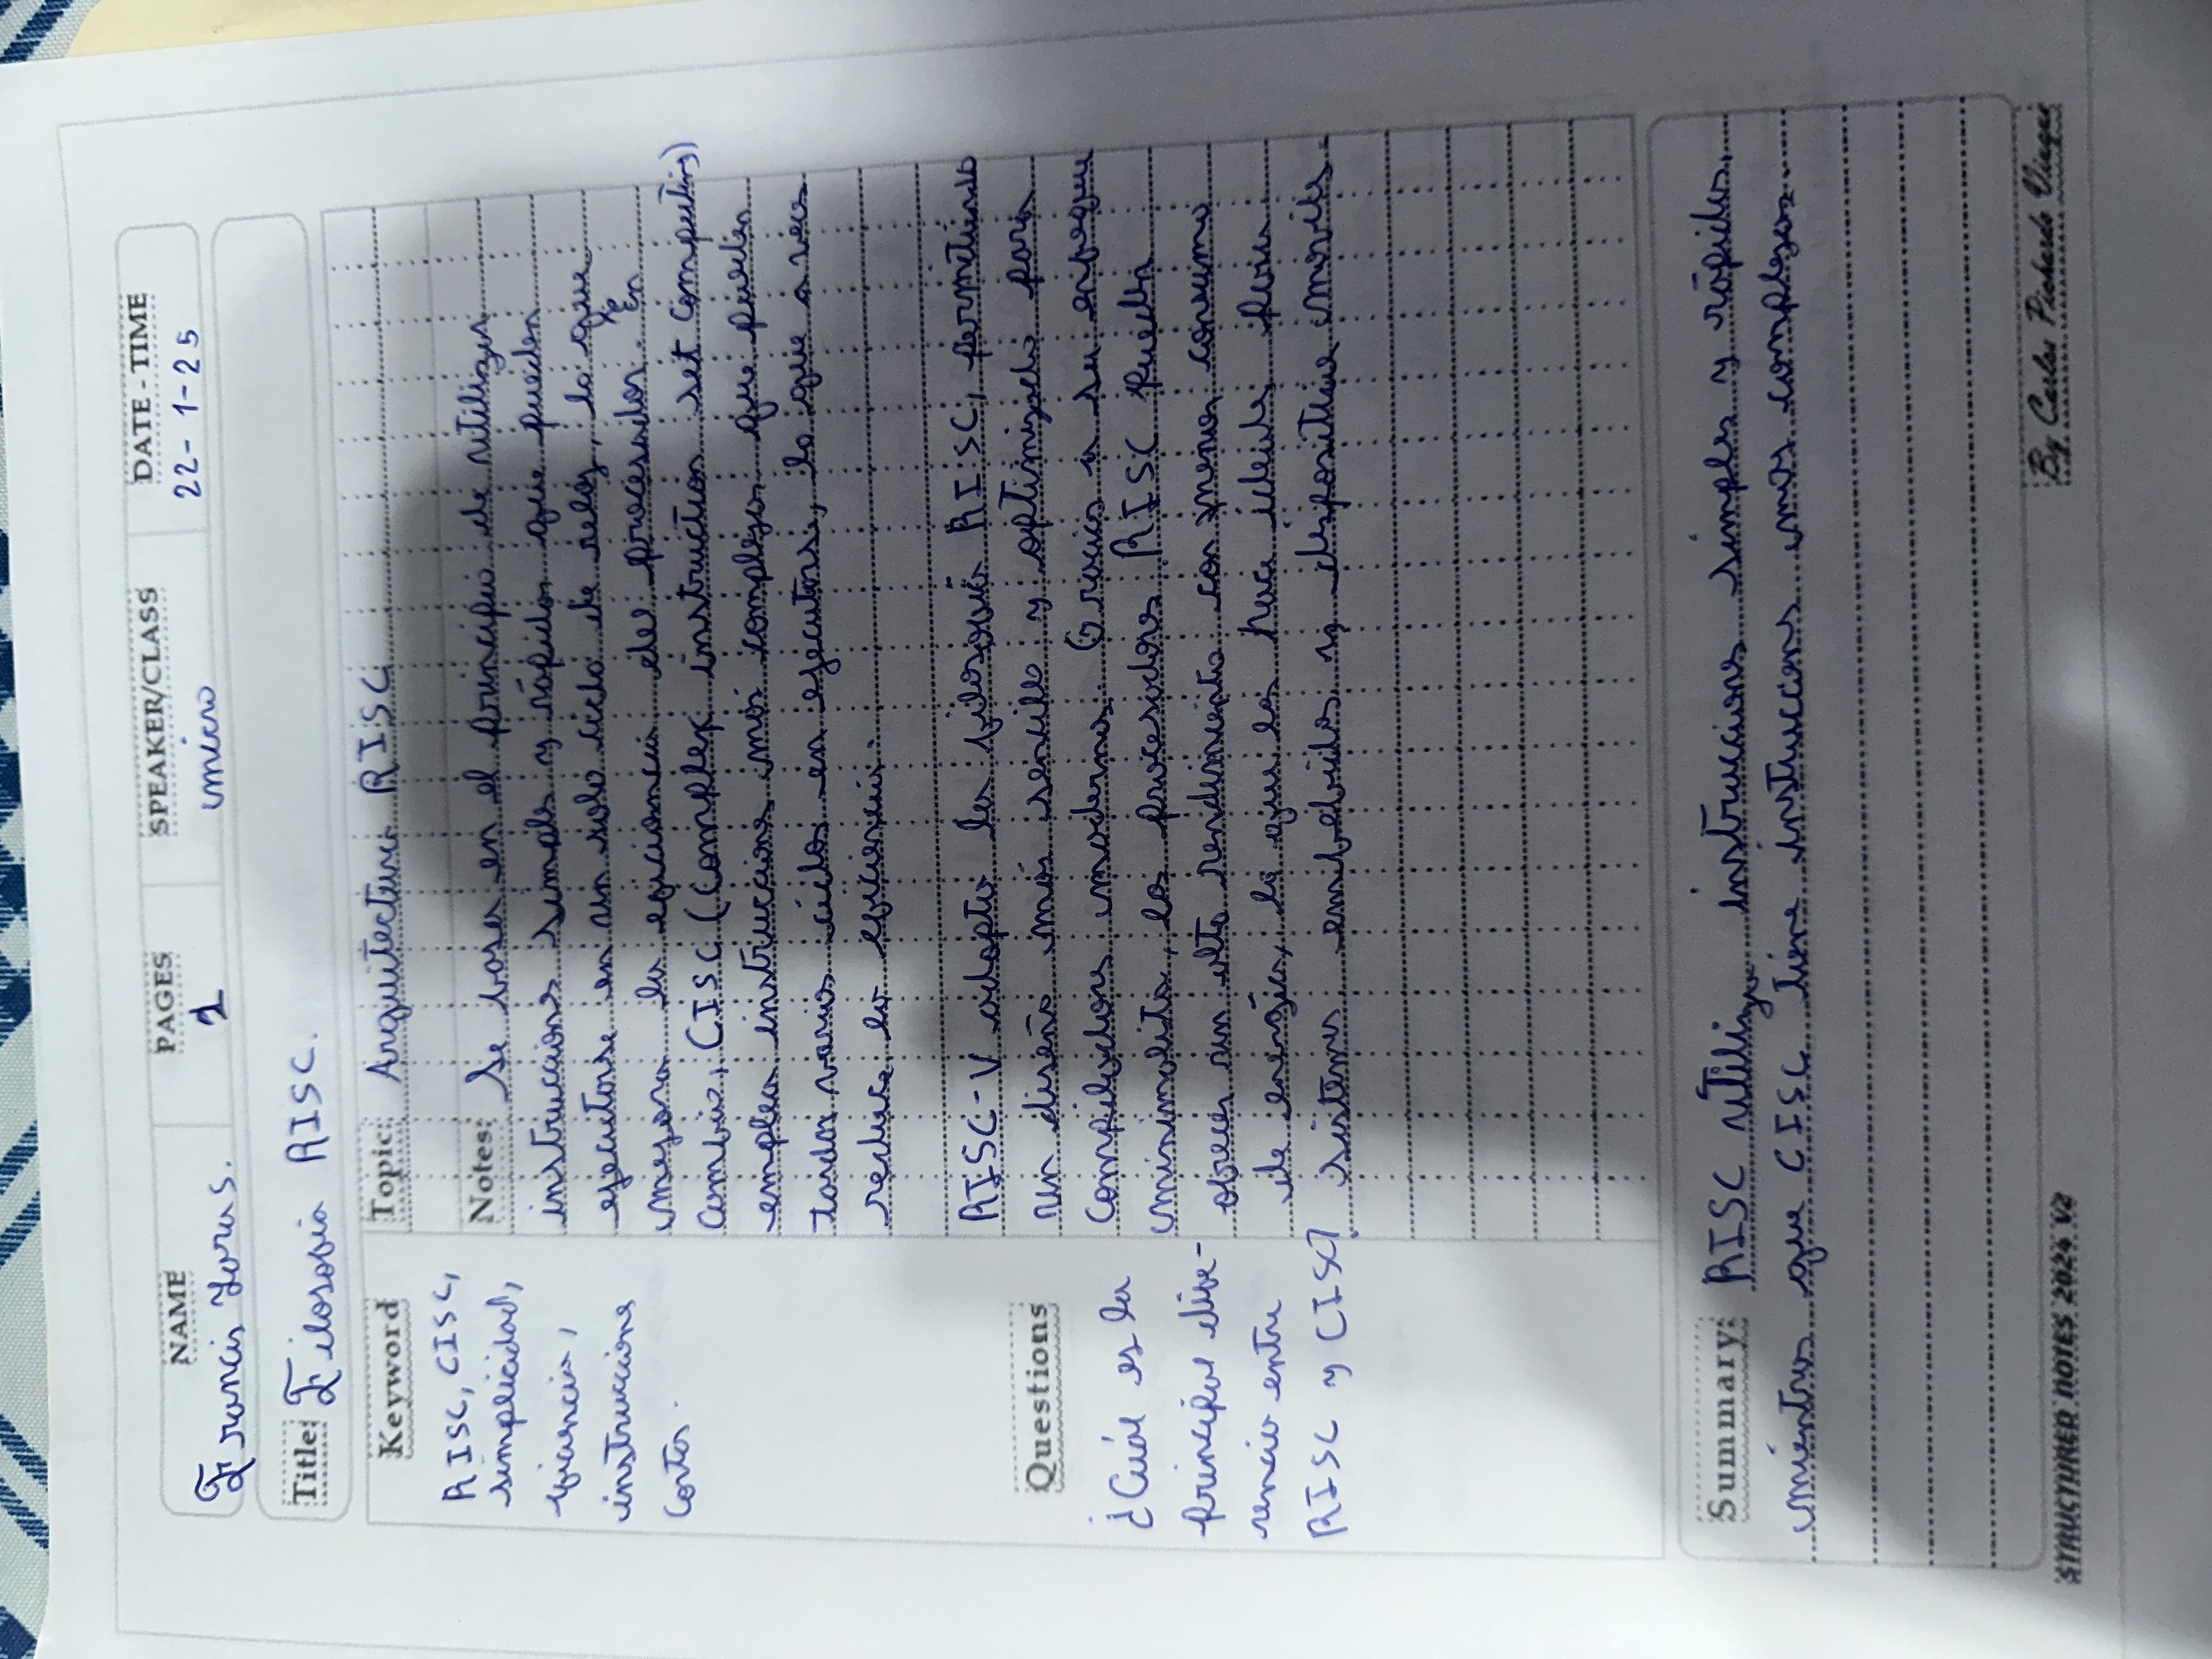 NAME PAGES SPEAKER/CLASS DATE - TIME
Francis S. 1 micro 22-1-25
Title: Filosofia RISC.
Keyword
RISC, CISC,
simplicidad,
eficiencia,
instrucciones
cortas.
Topic: Arquitectura RISC
Notes: Se basa en el principio de utilizar
instrucciones simples y rápidas que pueden
ejecutarse en un solo ciclo de reloj, lo que
mejora la eficiencia del procesador. En
cambio, CISC (Complex instruction set Computing)
emplea instrucciones más complejas que pueden
tardar varios ciclos en ejecutarse, lo que a veces
reduce la eficiencia.
RISC-V adopta la filosofía RISC, permitiendo
un diseño más sencillo y optimizado para
compiladores modernos. Gracias a su enfoque
minimalista, los procesadores RISC pueden
ofrecer un alto rendimiento con menos consumo
de energía, lo que los hace ideales para
sistemas embebidos y dispositivos móviles.
Questions
¿Cuál es la
principal dife-
rencia entre
RISC y CISC?
Summary: RISC utiliza instrucciones simples y rápidas,
mientras que CISC tiene instruccions más complejas.
STRUCTURED NOTES 2024 V2 By Carlos Pichardo Viuque